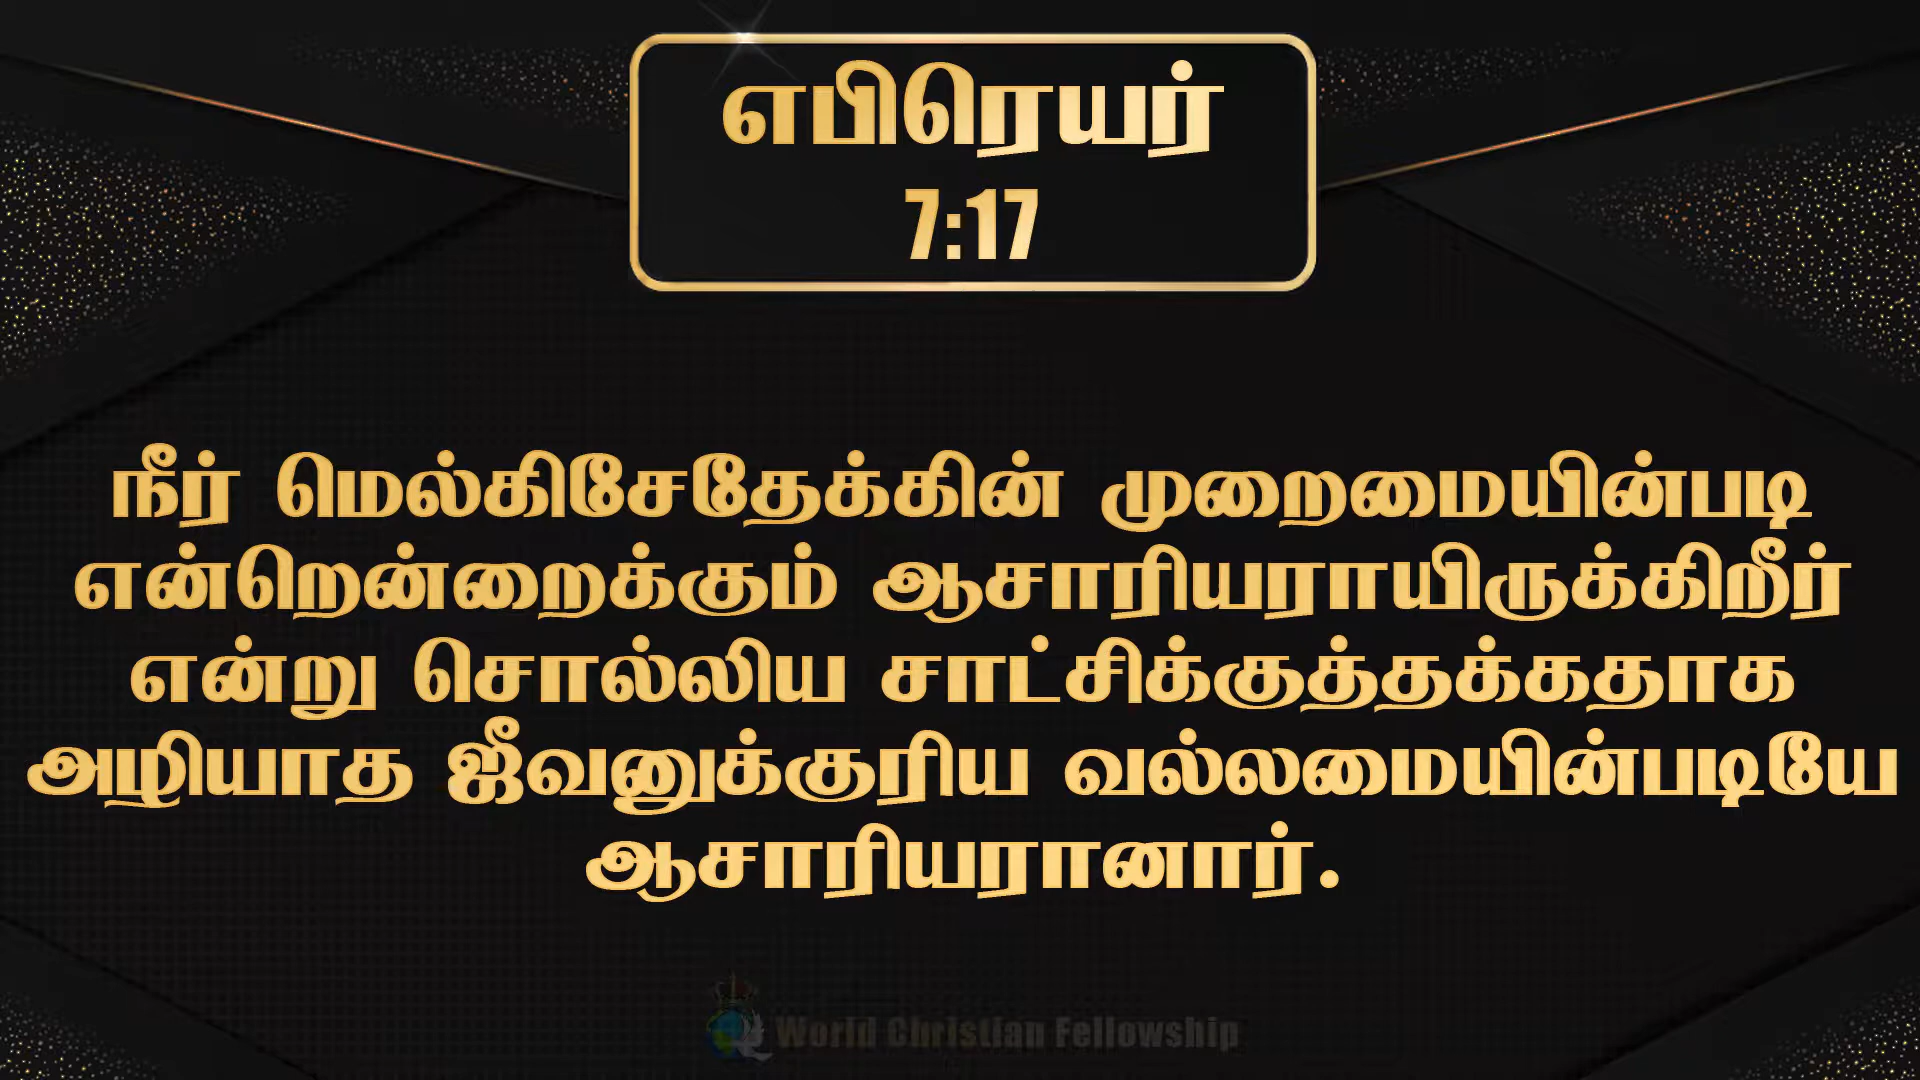 எபிரெயர்
7:17
நீர் மெல்கிசேதேக்கின் முறைமையின்படி
என்றென்றைக்கும் ஆசாரியராயிருக்கிறீர்
என்று சொல்லிய சாட்சிக்குத்தக்கதாக
அழியாத ஜீவனுக்குரிய வல்லமையின்படியே
ஆசாரியரானார்.
World Christian Fellowship